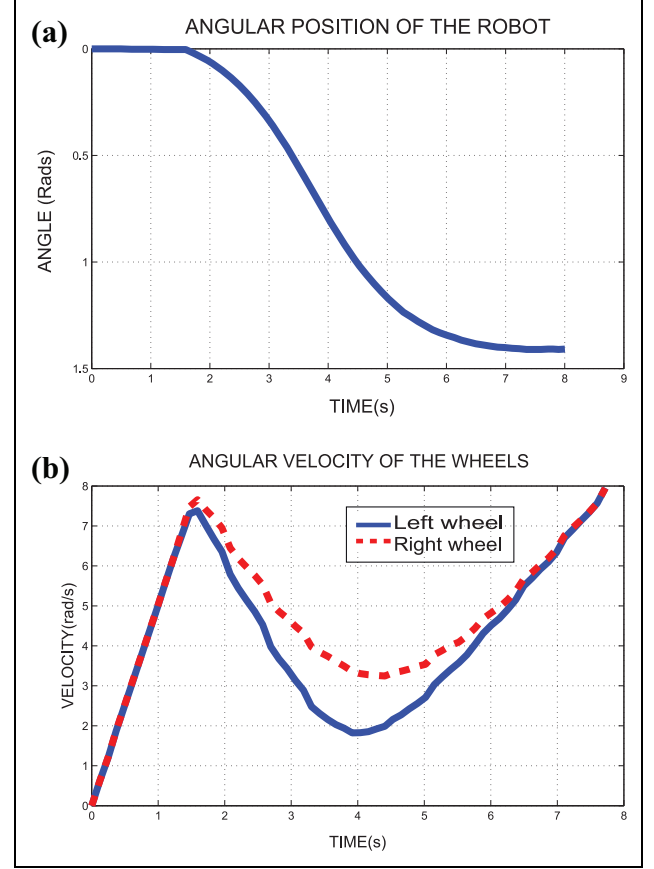 (a)
ANGULAR POSITION OF THE ROBOT
0
0.5
1
1.5
ANGLE (Rads)
0 1 2 3 4 5 6 7 8 9
TIME(s)
(b)
ANGULAR VELOCITY OF THE WHEELS
8
7
6
5
4
3
2
1
0
VELOCITY(rad/s)
Left wheel
Right wheel
0 1 2 3 4 5 6 7 8
TIME(s)